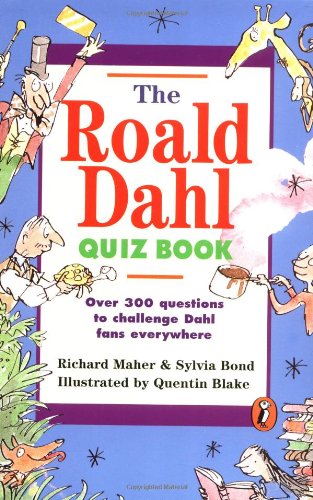 The
Roald
Dahl
QUIZ BOOK
Over 300 questions
to challenge Dahl
fans everywhere
Richard Maher & Sylvia Bond
Illustrated by Quentin Blake